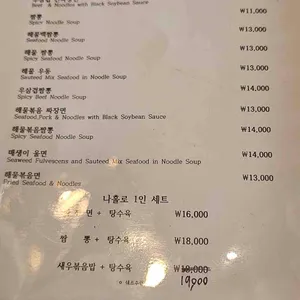 Beef & Noodles with Black Soybean Sauce ₩11,000
짬뽕 ₩13,000
Spicy Noodle Soup
해물백짬뽕 ₩13,000
Seafood Noodle Soup
해물 짬뽕 ₩13,000
Spicy Seafood Noodle Soup
해물 우동 ₩13,000
Sauteed Mix Seafood in Noodle Soup
우삼겹짬뽕 ₩14,000
Spicy Beef Noodle Soup
해물볶음 짜장면 ₩13,000
Seafood,Pork & Noodles with Black Soybean Sauce
해물볶음짬뽕 ₩14,000
Spicy Seafood Noodle Soup
매생이 울면 ₩14,000
Seaweed Fulvescens and Sauteed Mix Seafood in Noodle Soup
해물볶음면 ₩13,000
Fried Seafood & Noodles
나홀로 1인 세트
면 + 탕수육 ₩16,000
짬 뽕 + 탕수육 ₩18,000
새우볶음밥 + 탕수육 ₩18,000
19,000